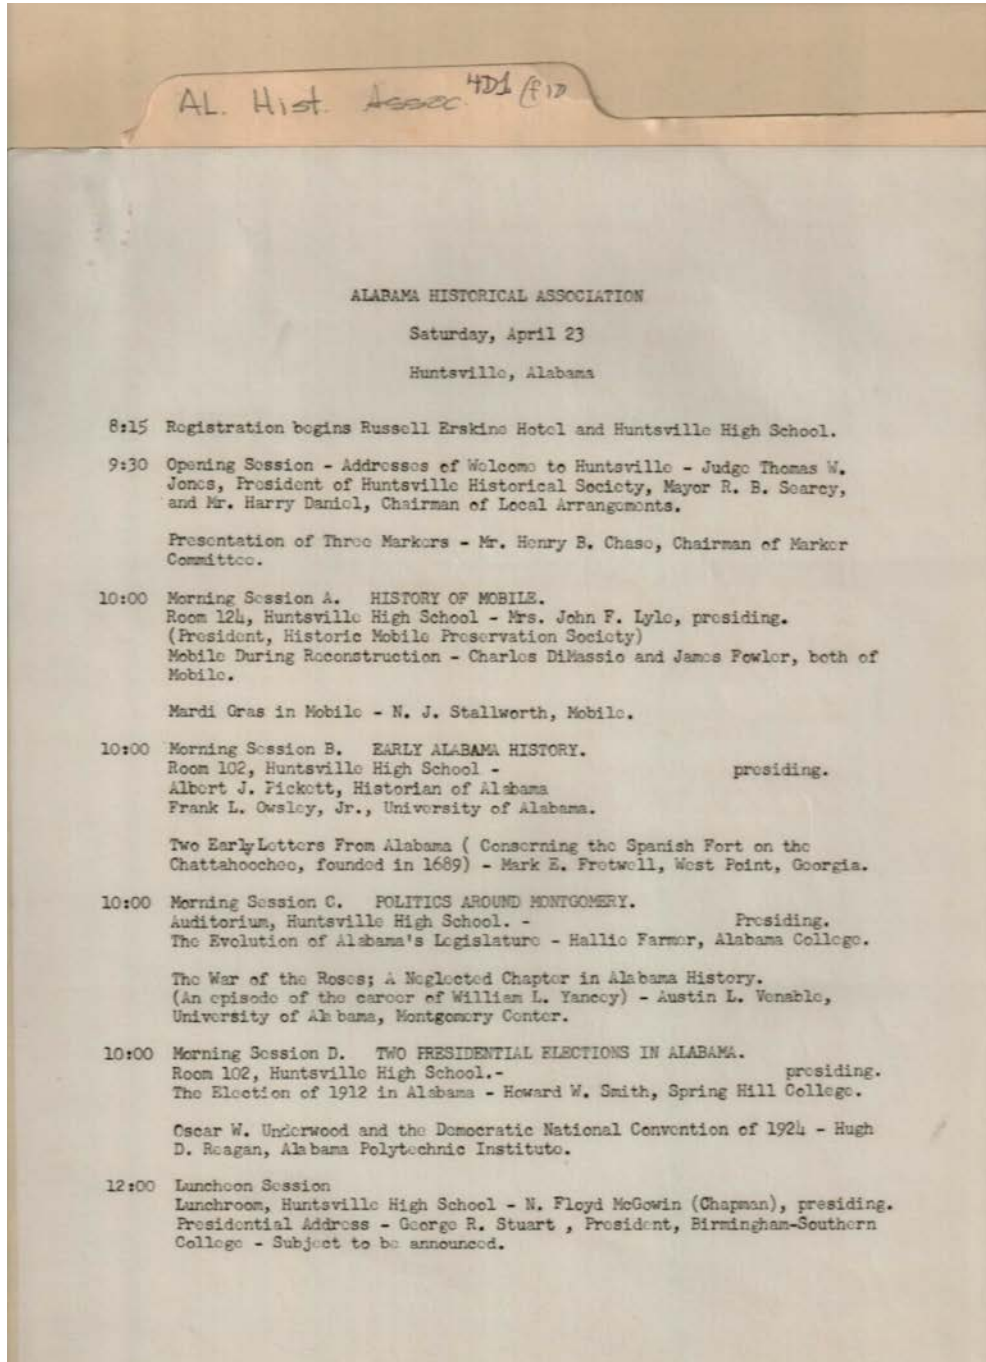 AL. Hist. Assoc. 4D1 (f10
ALABAMA HISTORICAL ASSOCIATION
Saturday, April 23
Huntsville, Alabama
8:15 Registration begins Russell Erskine Hotel and Huntsville High School.
9:30 Opening Session - Addresses of Welcome to Huntsville - Judge Thomas W.
Jones, President of Huntsville Historical Society, Mayor R. B. Searcy,
and Mr. Harry Daniel, Chairman of Local Arrangements.
Presentation of Three Markers - Mr. Henry B. Chase, Chairman of Marker
Committee.
10:00 Morning Session A. HISTORY OF MOBILE.
Room 124, Huntsville High School - Mrs. John F. Lyle, presiding.
(President, Historic Mobile Preservation Society)
Mobile During Reconstruction - Charles DiMassio and James Fowler, both of
Mobile.
Mardi Gras in Mobile - N. J. Stallworth, Mobile.
10:00 Morning Session B. EARLY ALABAMA HISTORY.
Room 102, Huntsville High School - presiding.
Albert J. Pickett, Historian of Alabama
Frank L. Owsley, Jr., University of Alabama.
Two Early Letters From Alabama ( Conserning the Spanish Fort on the
Chattahoochee, founded in 1689) - Mark E. Fretwell, West Point, Georgia.
10:00 Morning Session C. POLITICS AROUND MONTGOMERY.
Auditorium, Huntsville High School. - Presiding.
The Evolution of Alabama's Legislature - Hallie Farmer, Alabama College.
The War of the Roses; A Neglected Chapter in Alabama History.
(An episode of the career of William L. Yancey) - Austin L. Venable,
University of Alabama, Montgomery Center.
10:00 Morning Session D. TWO PRESIDENTIAL ELECTIONS IN ALABAMA.
Room 102, Huntsville High School.- presiding.
The Election of 1912 in Alabama - Howard W. Smith, Spring Hill College.
Oscar W. Underwood and the Democratic National Convention of 1924 - Hugh
D. Reagan, Alabama Polytechnic Institute.
12:00 Luncheon Session
Lunchroom, Huntsville High School - N. Floyd McGowin (Chapman), presiding.
Presidential Address - George R. Stuart , President, Birmingham-Southern
College - Subject to be announced.